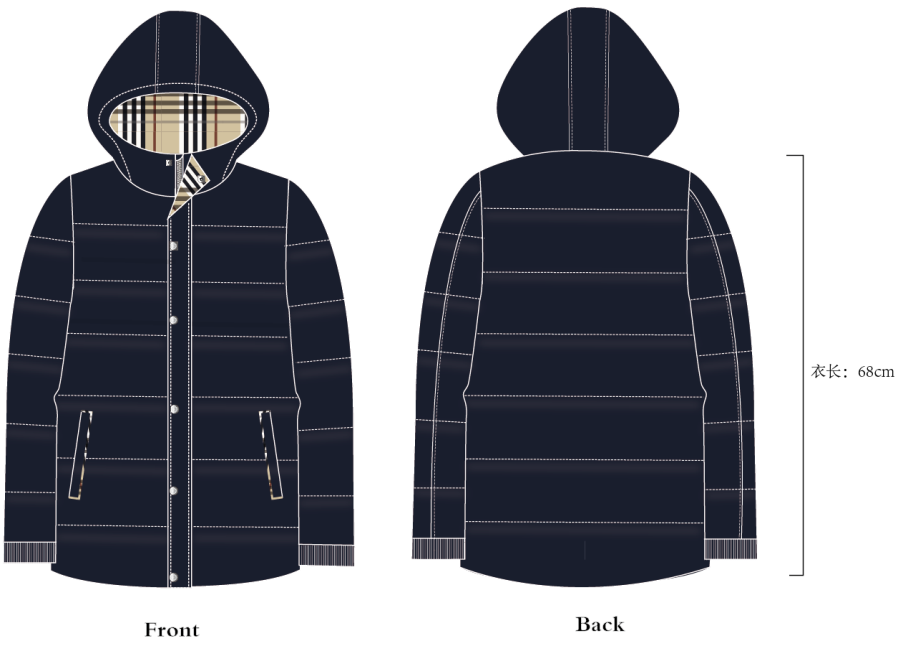 衣长：68cm
Front
Back